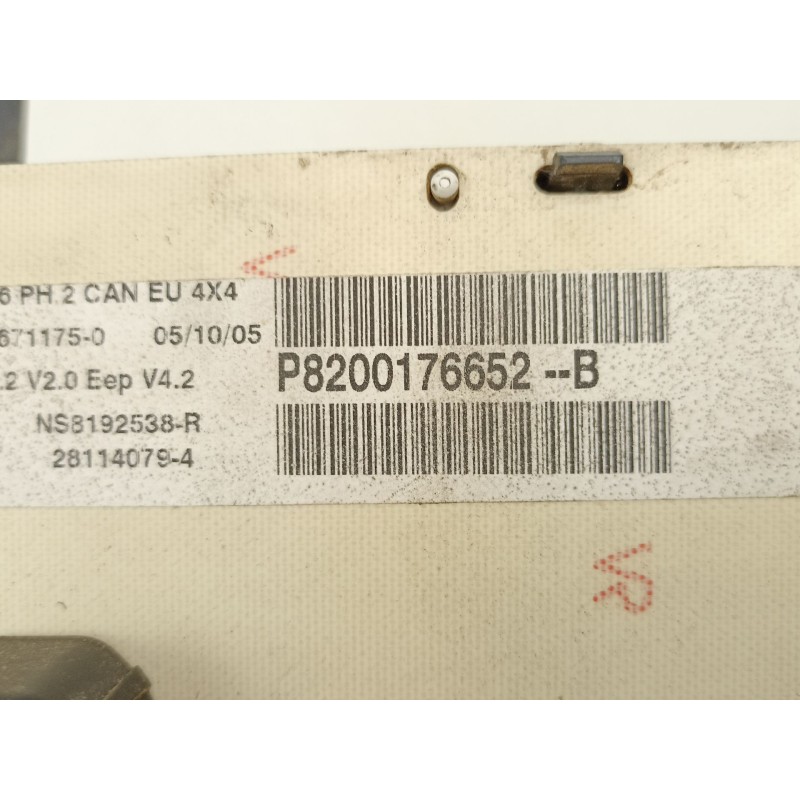 V
6 PH.2 CAN EU 4X4
671175-0 05/10/05
.2 V2.0 Eep V4.2
P8200176652--B
NS8192538-R
28114079-4
VR